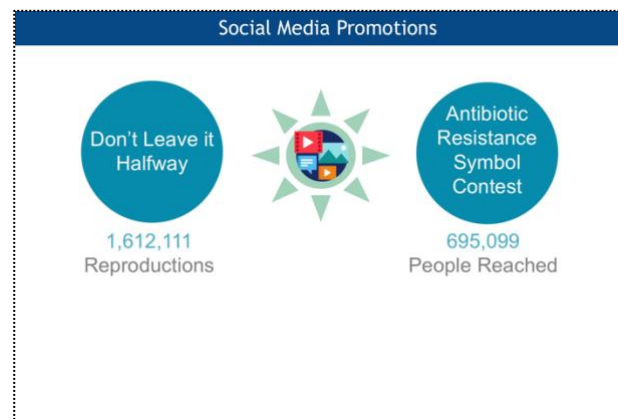 Social Media Promotions
Don't Leave it
Halfway
1,612,111
Reproductions
Antibiotic
Resistance
Symbol
Contest
695,099
People Reached